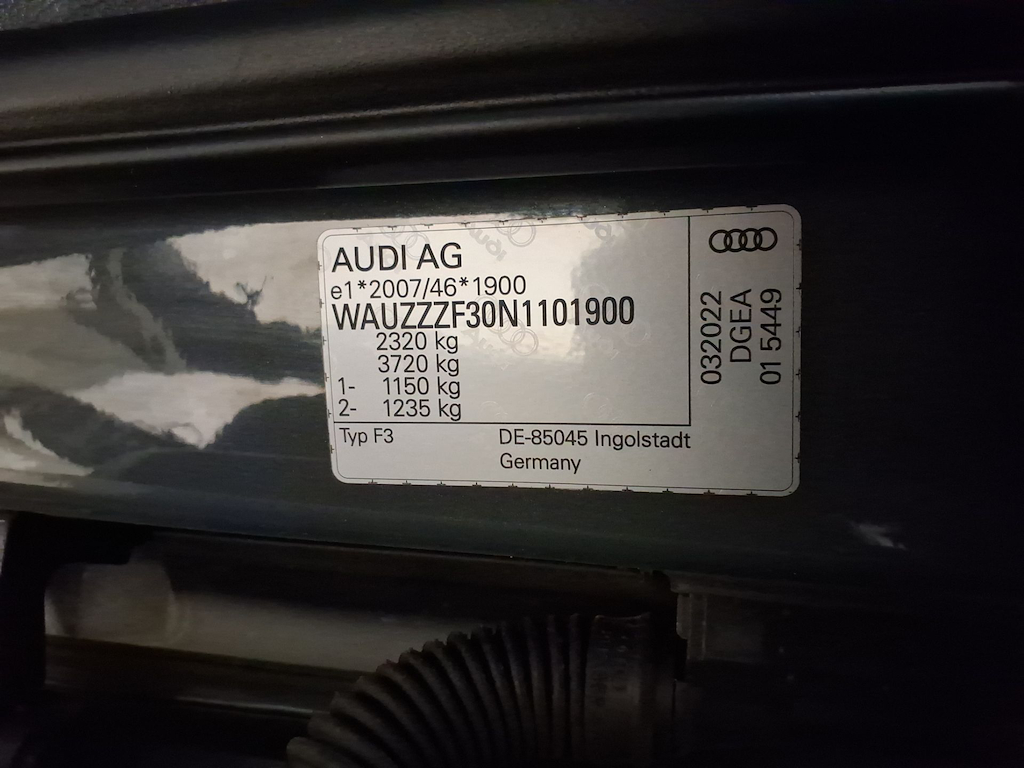 AUDI AG
e1*2007/46*1900
WAUZZZF30N1101900
2320 kg
3720 kg
1- 1150 kg
2- 1235 kg
Typ F3
DE-85045 Ingolstadt
Germany
032022
DGEA
01 5449